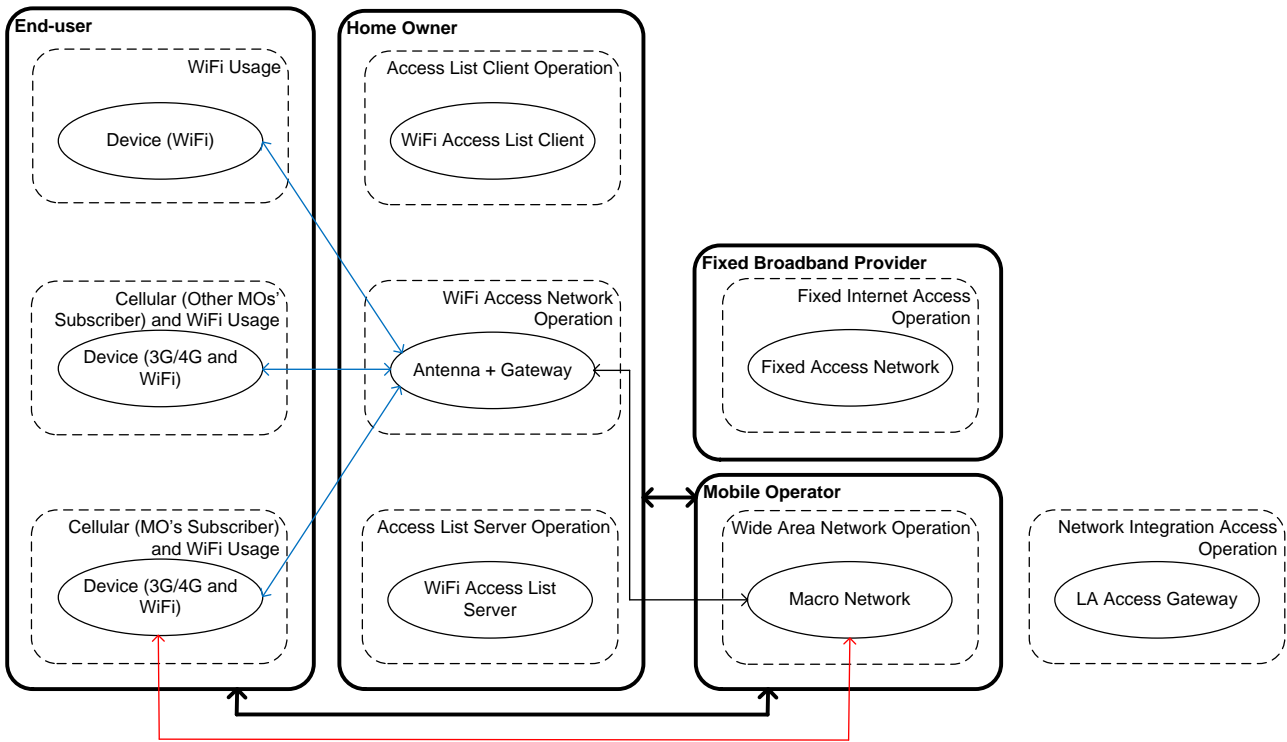 End-user
WiFi Usage
Device (WiFi)
Cellular (Other MOs'
Subscriber) and WiFi Usage
Device (3G/4G and
WiFi)
Cellular (MO's Subscriber)
and WiFi Usage
Device (3G/4G and
WiFi)
Home Owner
Access List Client Operation
WiFi Access List Client
WiFi Access Network
Operation
Antenna + Gateway
Access List Server Operation
WiFi Access List
Server
Fixed Broadband Provider
Fixed Internet Access
Operation
Fixed Access Network
Mobile Operator
Wide Area Network Operation
Macro Network
Network Integration Access
Operation
LA Access Gateway